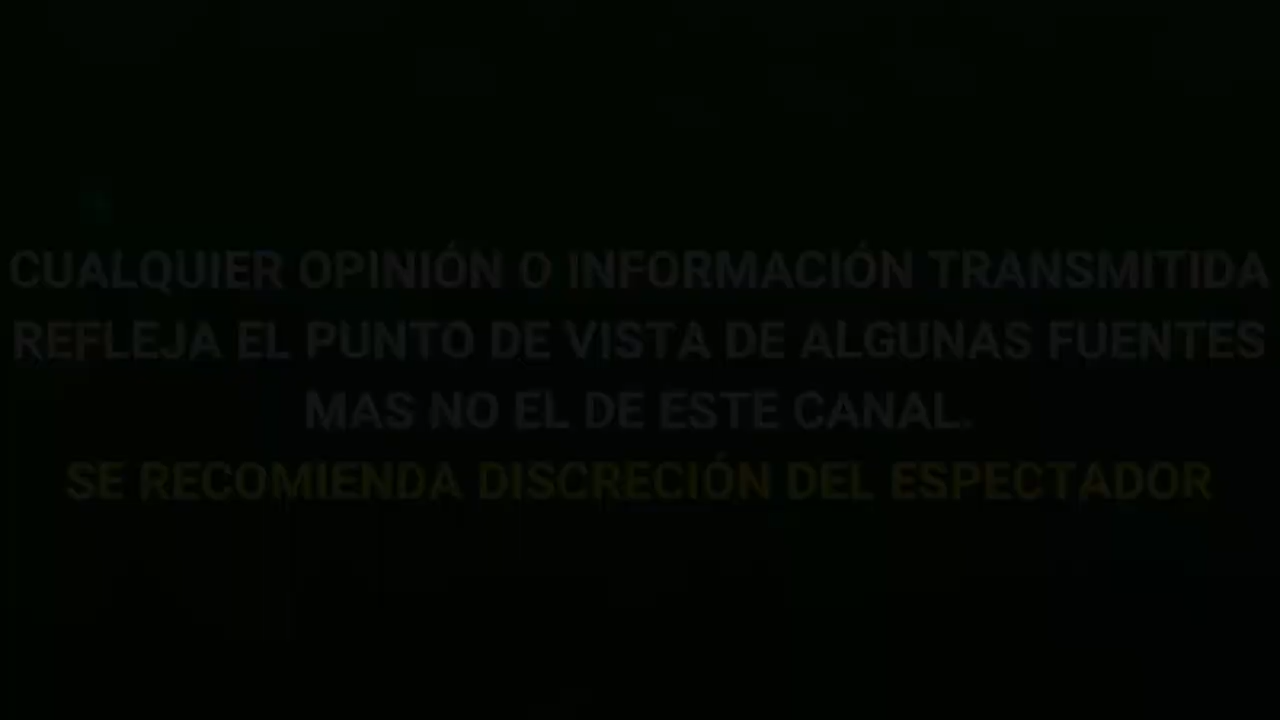 CUALQUIER OPINIÓN O INFORMACIÓN TRANSMITIDA
REFLEJA EL PUNTO DE VISTA DE ALGUNAS FUENTES
MAS NO EL DE ESTE CANAL.
SE RECOMIENDA DISCRECIÓN DEL ESPECTADOR